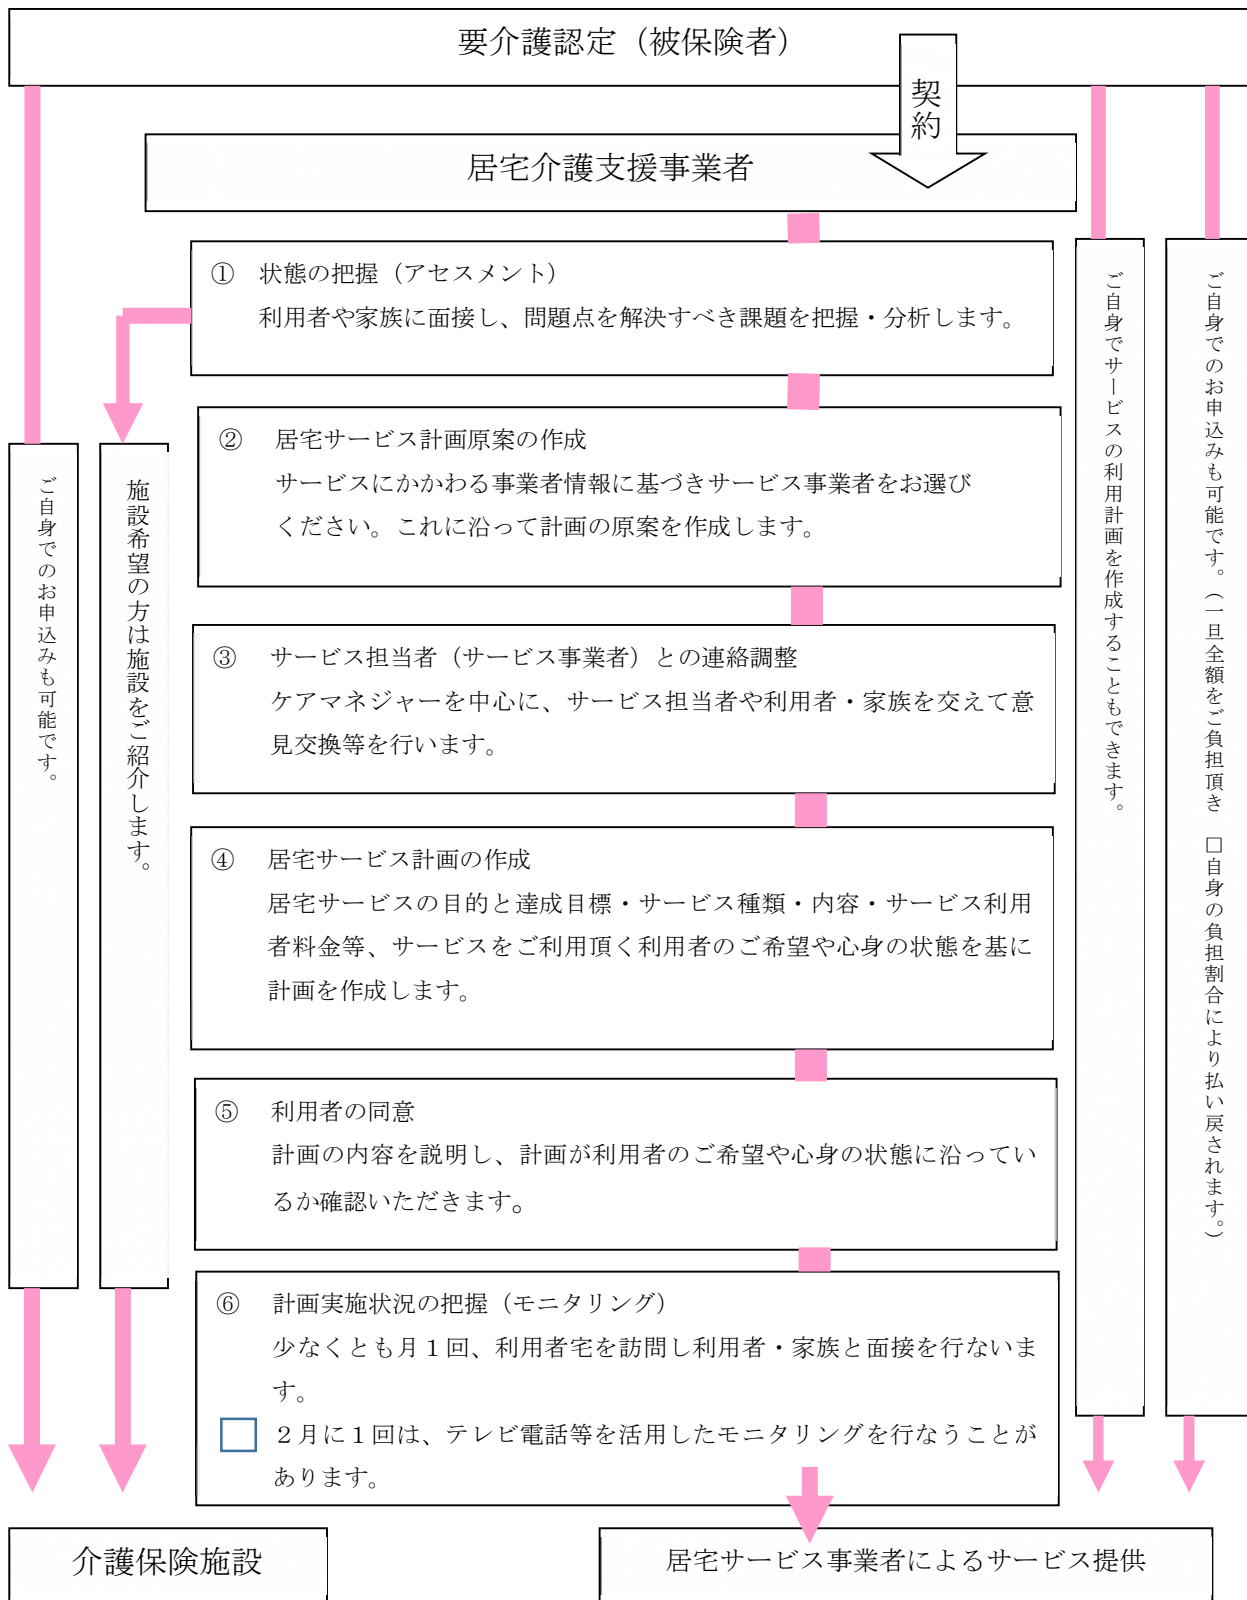 要介護認定（被保険者）
契約
居宅介護支援事業者
① 状態の把握（アセスメント）
利用者や家族に面接し、問題点を解決すべき課題を把握・分析します。
② 居宅サービス計画原案の作成
サービスにかかわる事業者情報に基づきサービス事業者をお選び
ください。これに沿って計画の原案を作成します。
③ サービス担当者（サービス事業者）との連絡調整
ケアマネジャーを中心に、サービス担当者や利用者・家族を交えて意
見交換等を行います。
④ 居宅サービス計画の作成
居宅サービスの目的と達成目標・サービス種類・内容・サービス利用
者料金等、サービスをご利用頂く利用者のご希望や心身の状態を基に
計画を作成します。
⑤ 利用者の同意
計画の内容を説明し、計画が利用者のご希望や心身の状態に沿ってい
るか確認いただきます。
⑥ 計画実施状況の把握（モニタリング）
少なくとも月１回、利用者宅を訪問し利用者・家族と面接を行ないま
す。
２月に１回は、テレビ電話等を活用したモニタリングを行なうことが
あります。
ご自身でのお申込みも可能です。
施設希望の方は施設をご紹介します。
ご自身でサービスの利用計画を作成することもできます。
ご自身でのお申込みも可能です。（一旦全額をご負担頂き　□自身の負担割合により払い戻されます。）
介護保険施設
居宅サービス事業者によるサービス提供